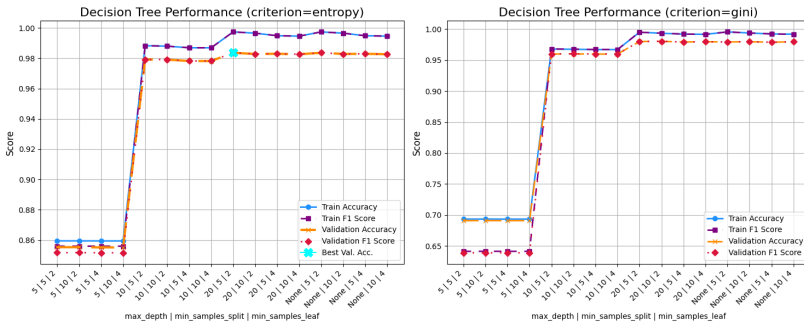 Decision Tree Performance (criterion=entropy)
1.00
0.98
0.96
0.94
0.92
0.90
0.88
0.86
Score
Train Accuracy
Train F1 Score
Validation Accuracy
Validation F1 Score
Best Val. Acc.
5 | 5 | 2
5 | 10 | 2
5 | 5 | 4
5 | 10 | 4
10 | 5 | 2
10 | 10 | 2
10 | 5 | 4
10 | 10 | 4
20 | 5 | 2
20 | 10 | 2
20 | 5 | 4
20 | 10 | 4
None | 5 | 2
None | 10 | 2
None | 5 | 4
None | 10 | 4
max_depth | min_samples_split | min_samples_leaf
Decision Tree Performance (criterion=gini)
1.00
0.95
0.90
0.85
0.80
0.75
0.70
0.65
Score
Train Accuracy
Train F1 Score
Validation Accuracy
Validation F1 Score
5 | 5 | 2
5 | 10 | 2
5 | 5 | 4
5 | 10 | 4
10 | 5 | 2
10 | 10 | 2
10 | 5 | 4
10 | 10 | 4
20 | 5 | 2
20 | 10 | 2
20 | 5 | 4
20 | 10 | 4
None | 5 | 2
None | 10 | 2
None | 5 | 4
None | 10 | 4
max_depth | min_samples_split | min_samples_leaf